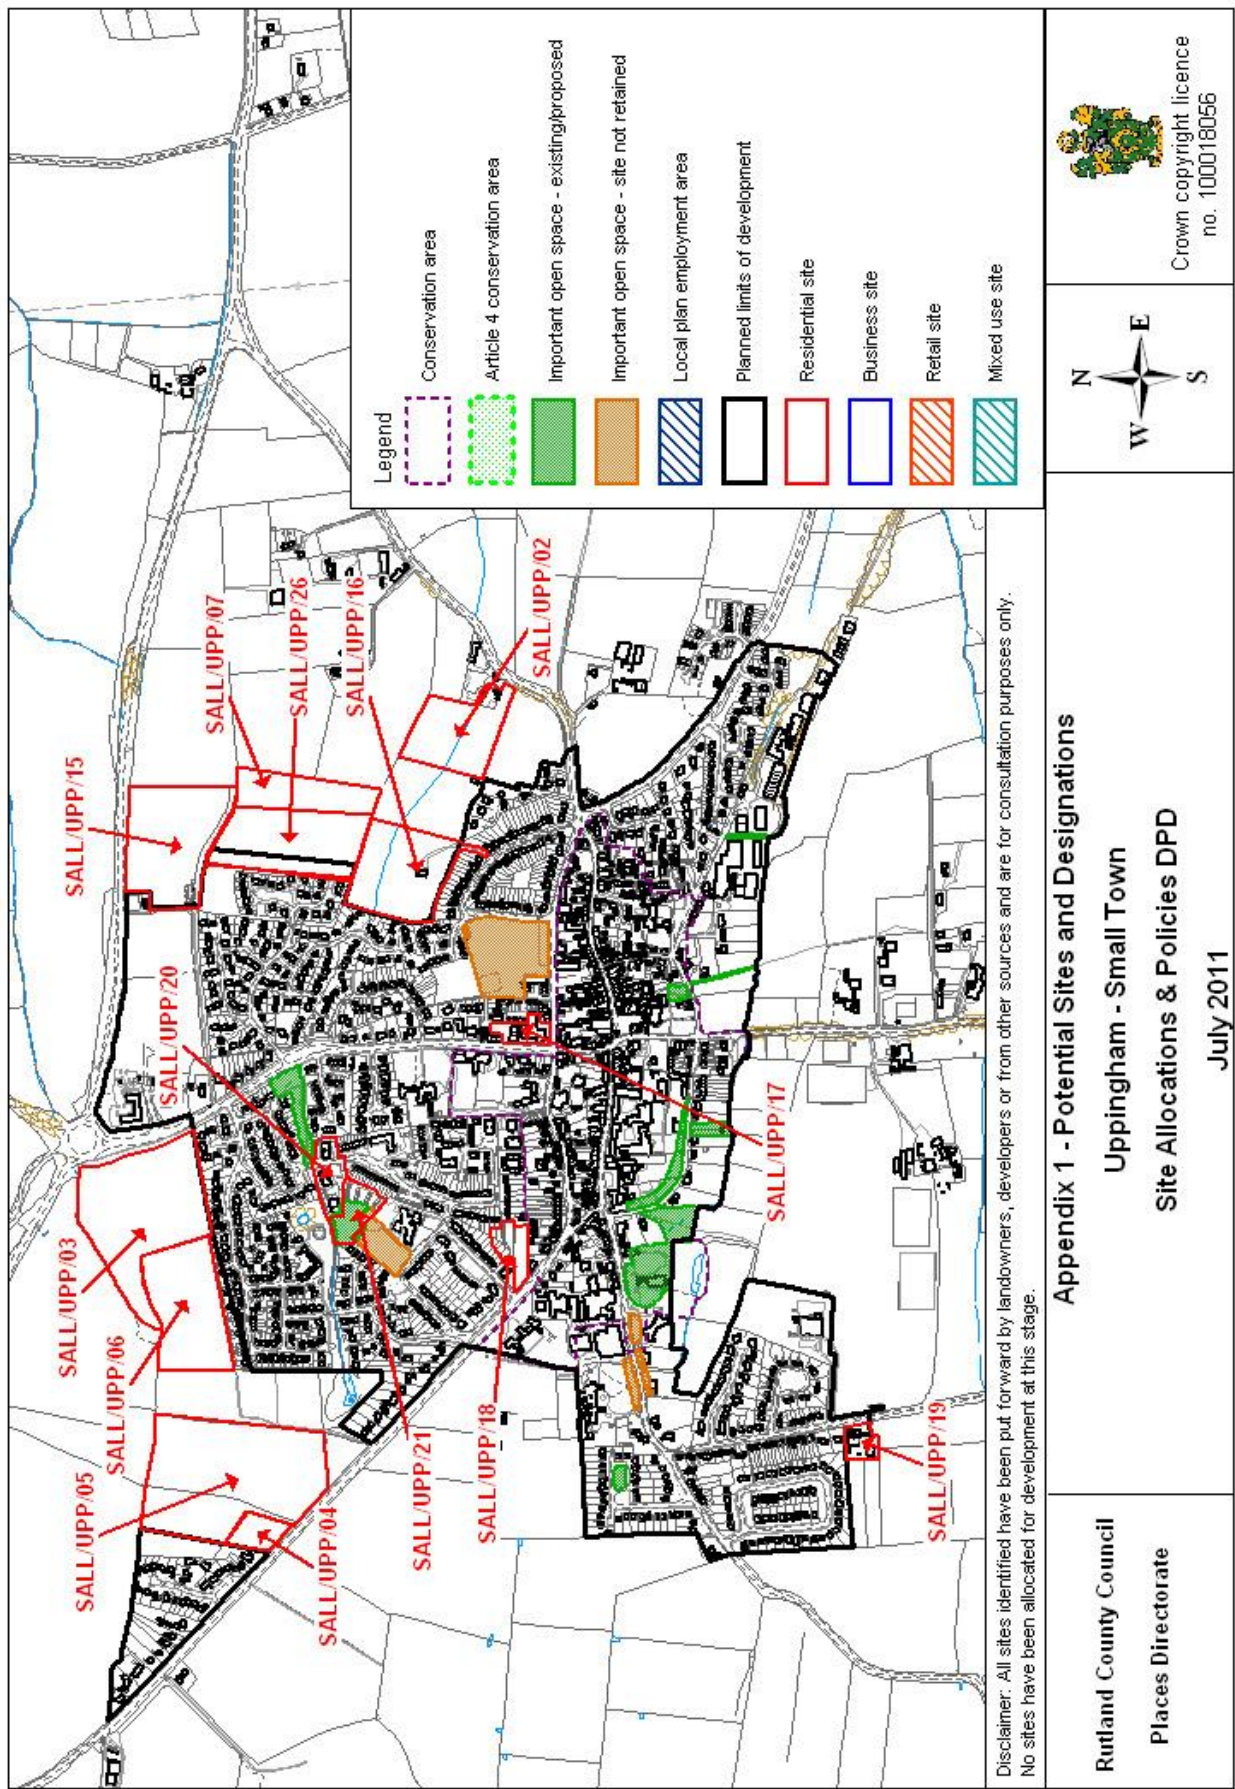 SALL/UPP/15
SALL/UPP/07
SALL/UPP/26
SALL/UPP/16
SALL/UPP/02
SALL/UPP/20
SALL/UPP/03
SALL/UPP/06
SALL/UPP/05
SALL/UPP/04
SALL/UPP/21
SALL/UPP/18
SALL/UPP/17
SALL/UPP/19
Legend
Conservation area
Article 4 conservation area
Important open space - existing/proposed
Important open space - site not retained
Local plan employment area
Planned limits of development
Residential site
Business site
Retail site
Mixed use site
Disclaimer: All sites identified have been put forward by landowners, developers or from other sources and are for consultation purposes only.
No sites have been allocated for development at this stage.
Rutland County Council
Places Directorate
Appendix 1 - Potential Sites and Designations
Uppingham - Small Town
Site Allocations & Policies DPD
July 2011
N
W
E
S
Crown copyright licence
no. 100018056